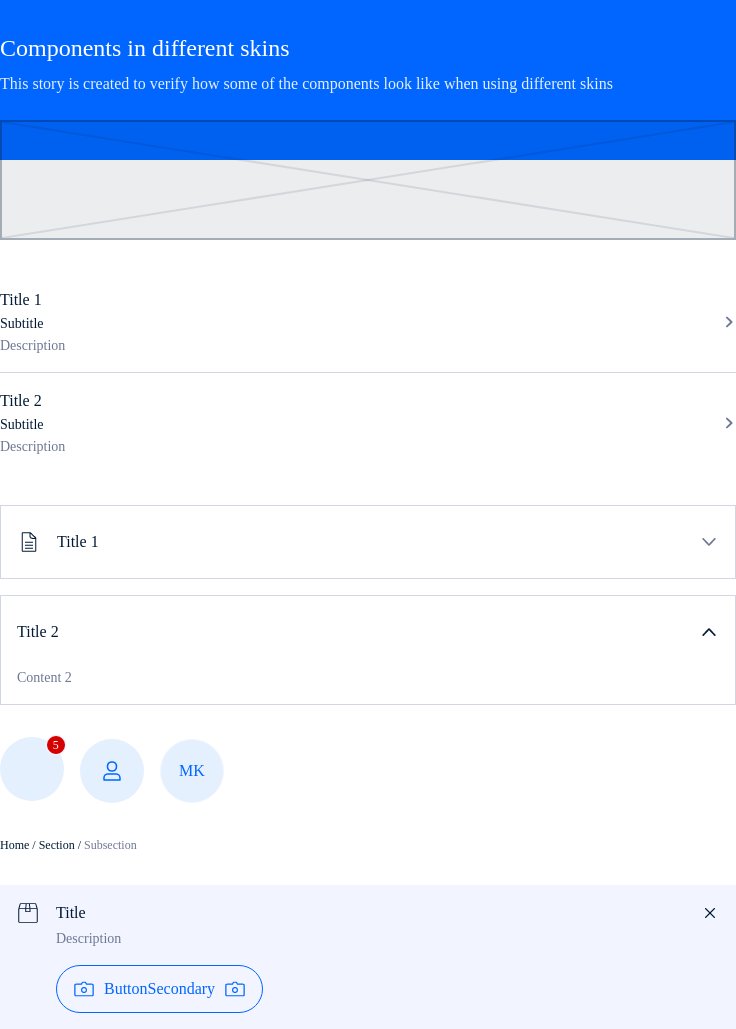 Components in different skins
This story is created to verify how some of the components look like when using different skins
Title 1
Subtitle
Description
Title 2
Subtitle
Description
Title 1
Title 2
Content 2
5
MK
Home / Section / Subsection
Title
Description
ButtonSecondary